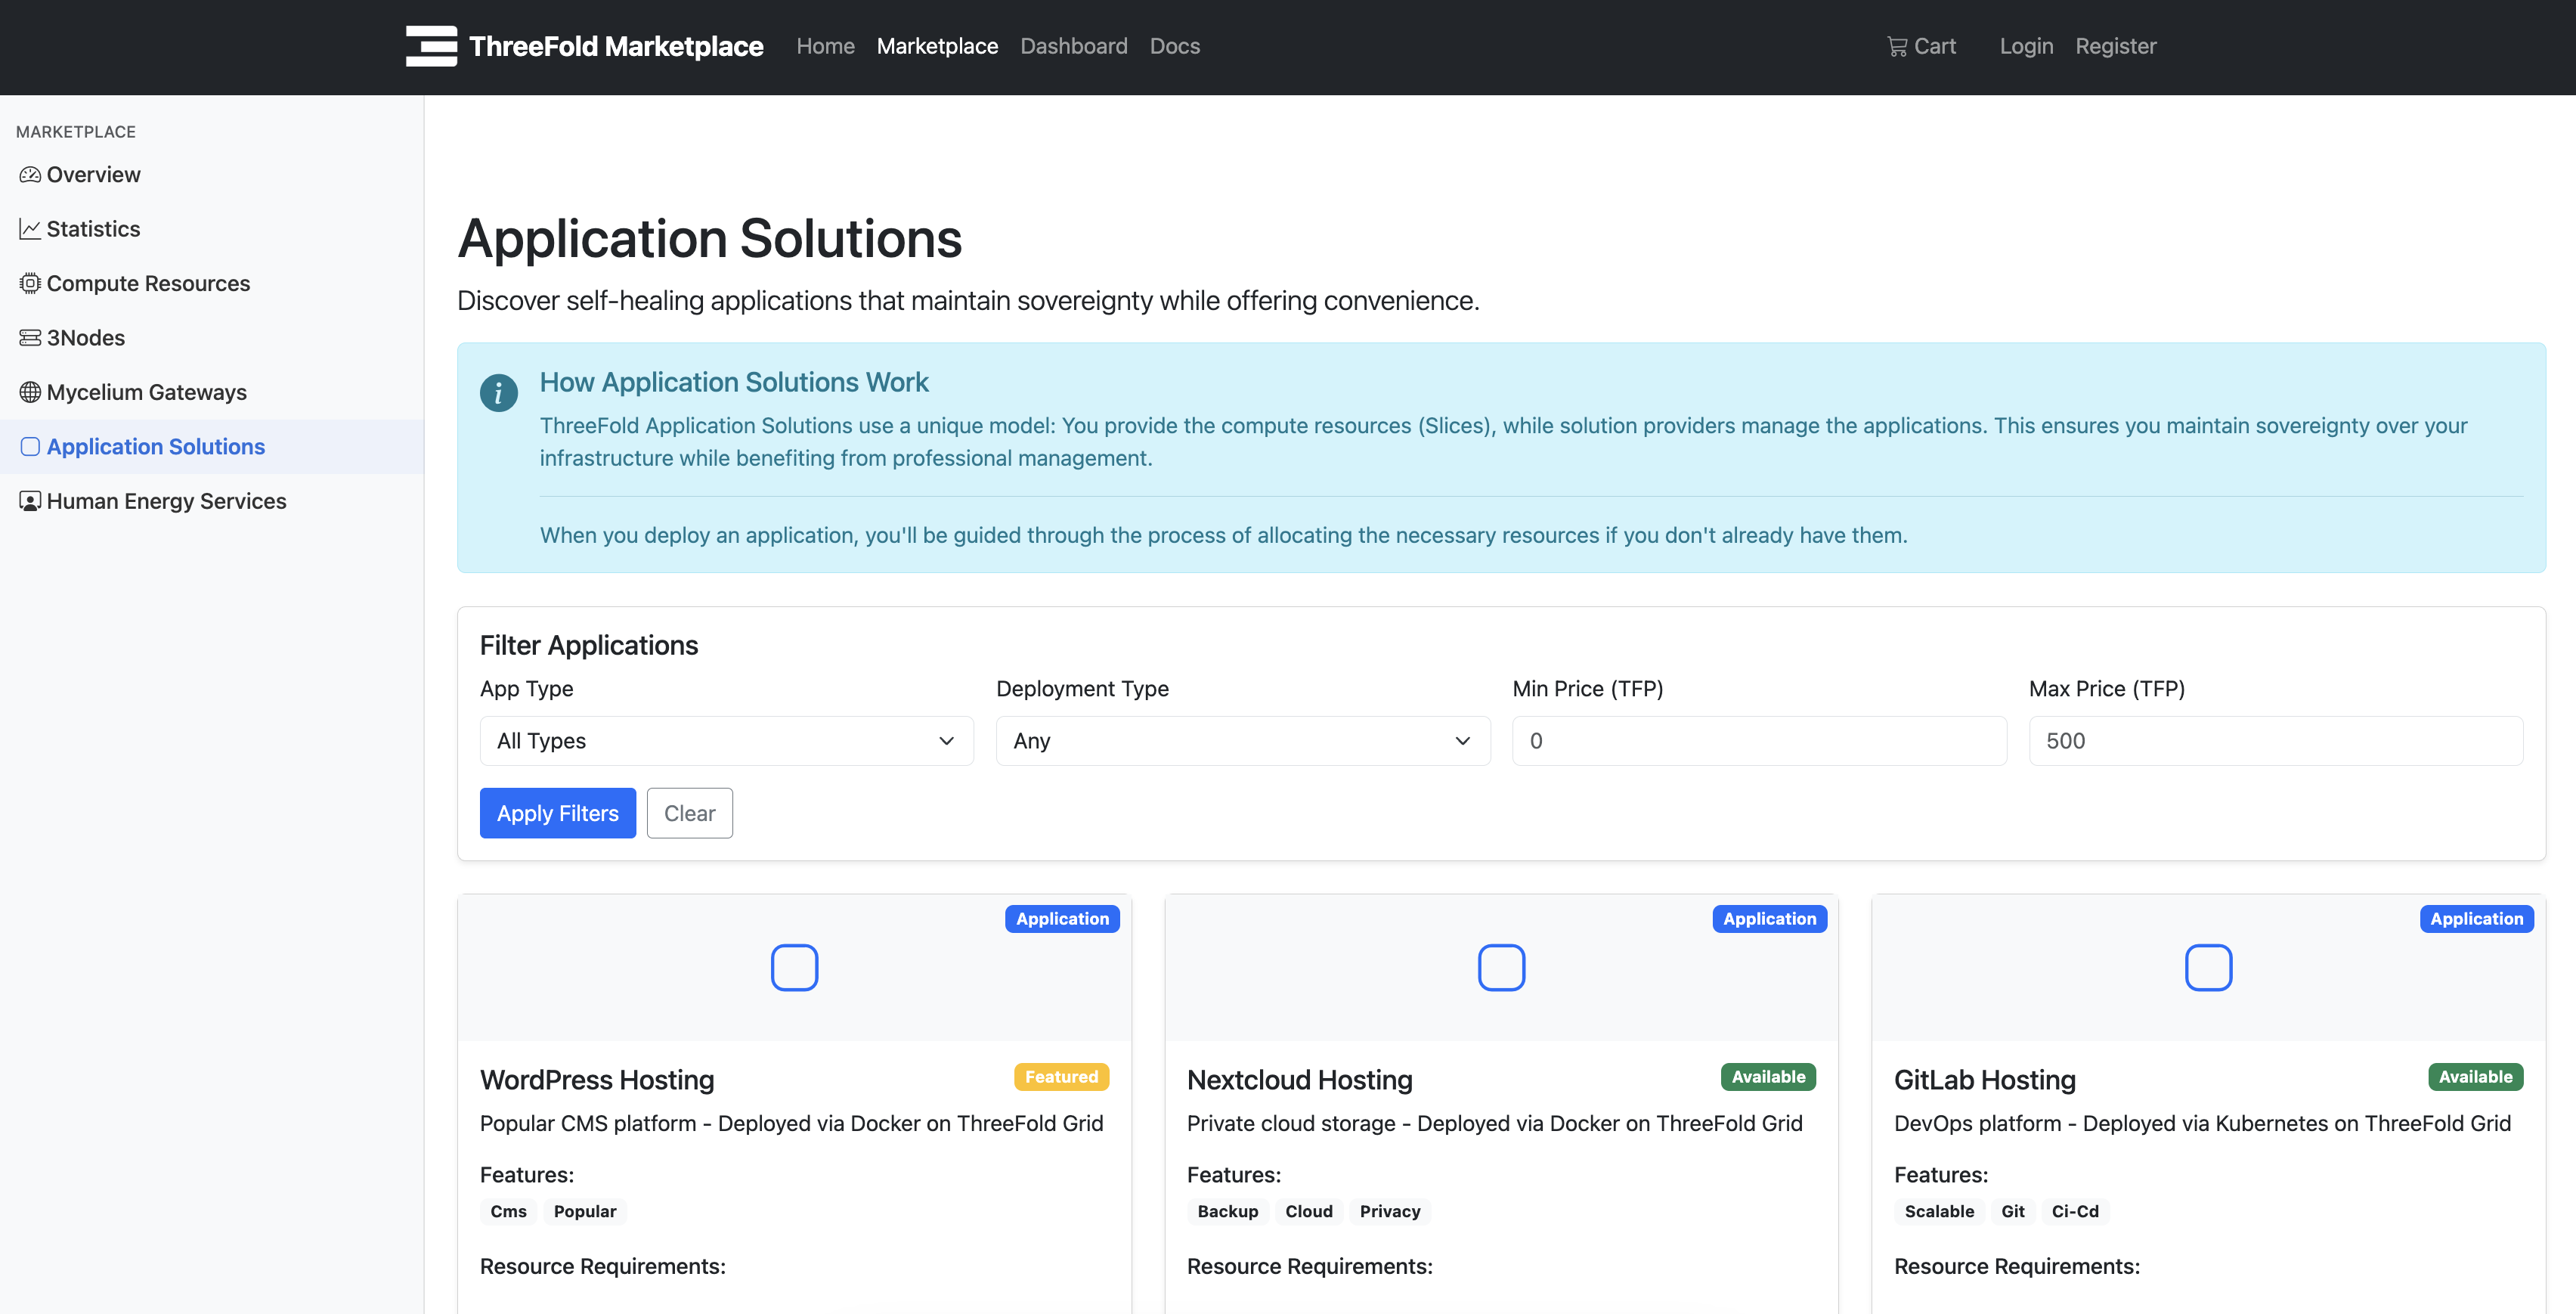 ThreeFold Marketplace Home Marketplace Dashboard Docs Cart Login Register
MARKETPLACE
Overview
Statistics
Compute Resources
3Nodes
Mycelium Gateways
Application Solutions
Human Energy Services
Application Solutions
Discover self-healing applications that maintain sovereignty while offering convenience.
How Application Solutions Work
ThreeFold Application Solutions use a unique model: You provide the compute resources (Slices), while solution providers manage the applications. This ensures you maintain sovereignty over your
infrastructure while benefiting from professional management.
When you deploy an application, you'll be guided through the process of allocating the necessary resources if you don't already have them.
Filter Applications
App Type
All Types
Deployment Type
Any
Min Price (TFP)
0
Max Price (TFP)
500
Apply Filters Clear
Application
WordPress Hosting Featured
Popular CMS platform - Deployed via Docker on ThreeFold Grid
Features:
Cms Popular
Resource Requirements:
Application
Nextcloud Hosting Available
Private cloud storage - Deployed via Docker on ThreeFold Grid
Features:
Backup Cloud Privacy
Resource Requirements:
Application
GitLab Hosting Available
DevOps platform - Deployed via Kubernetes on ThreeFold Grid
Features:
Scalable Git Ci-Cd
Resource Requirements: